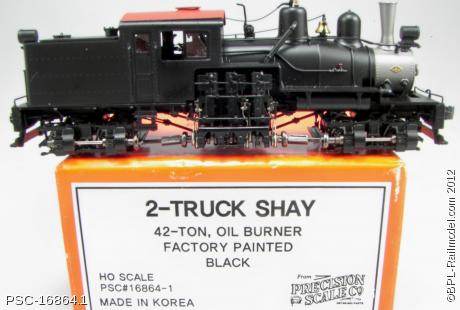 2-TRUCK SHAY
42-TON, OIL BURNER
FACTORY PAINTED
BLACK
HO SCALE
PSC#16864-1
MADE IN KOREA
From
PRECISION
SCALE CO
PSC-16864.1
©BPL-Railmodel.com 2012